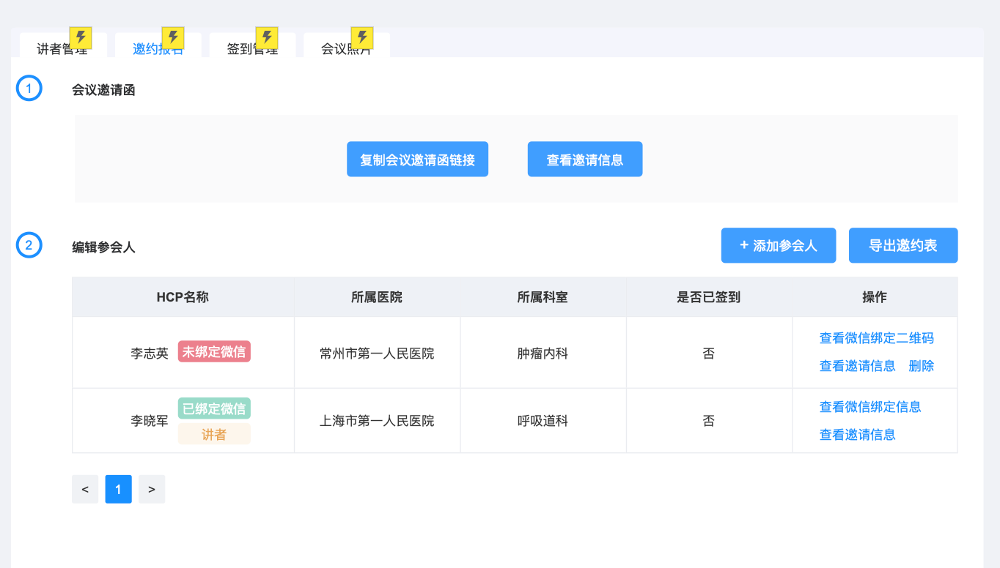 讲者管理
邀约报名
签到管理
会议照片
1
会议邀请函
复制会议邀请函链接
查看邀请信息
2
编辑参会人
+ 添加参会人
导出邀约表
HCP名称
所属医院
所属科室
是否已签到
操作
李志英
未绑定微信
常州市第一人民医院
肿瘤内科
否
查看微信绑定二维码
查看邀请信息 删除
李晓军
已绑定微信
讲者
上海市第一人民医院
呼吸道科
否
查看微信绑定信息
查看邀请信息
< 1 >